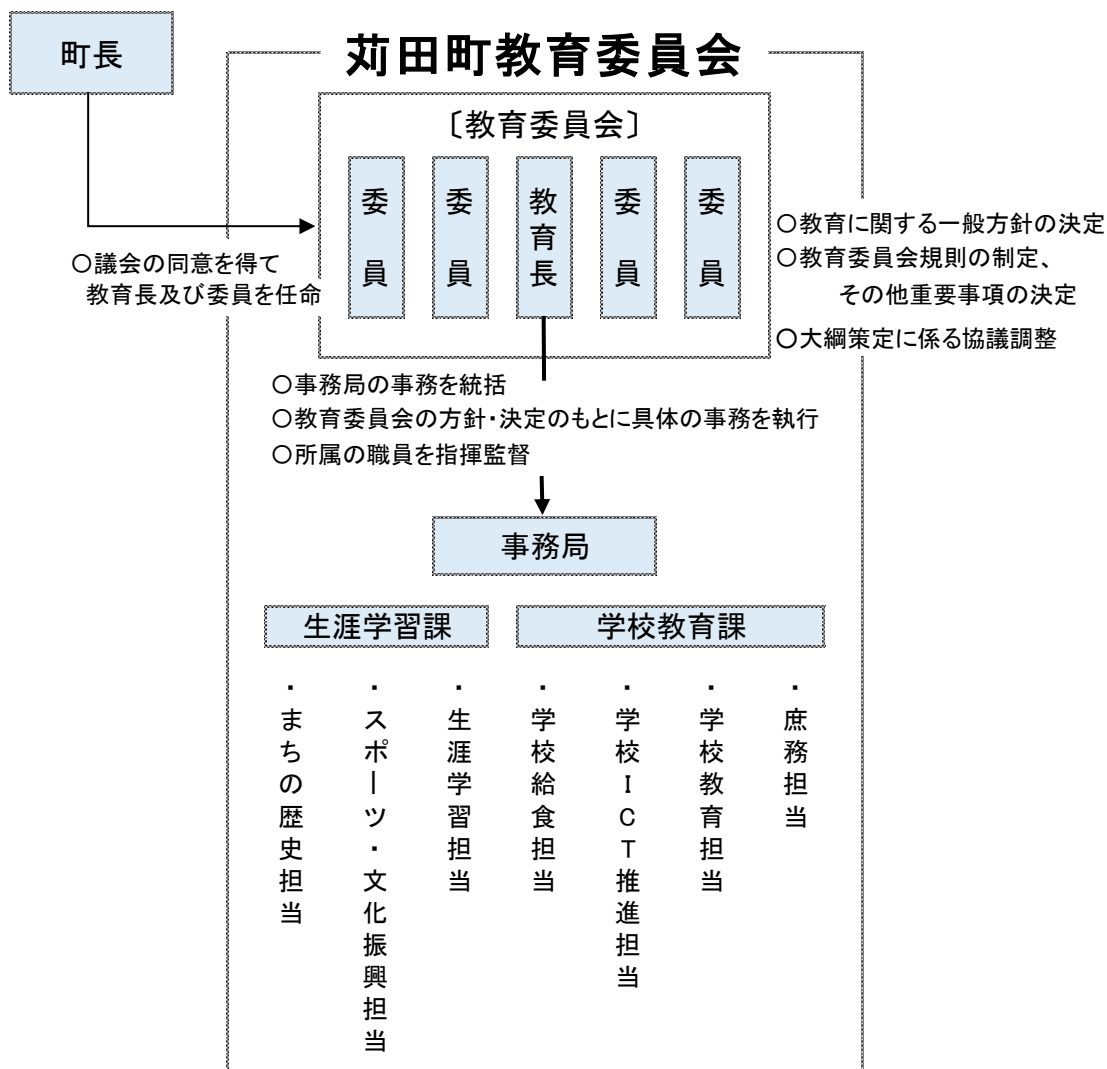 町長
苅田町教育委員会
〔教育委員会〕
委員
委員
教育長
委員
委員
○議会の同意を得て
教育長及び委員を任命
○教育に関する一般方針の決定
○教育委員会規則の制定、
その他重要事項の決定
○大綱策定に係る協議調整
○事務局の事務を統括
○教育委員会の方針・決定のもとに具体の事務を執行
○所属の職員を指揮監督
事務局
生涯学習課
学校教育課
・まちの歴史担当
・スポーツ・文化振興担当
・生涯学習担当
・学校給食担当
・学校ICT推進担当
・学校教育担当
・庶務担当